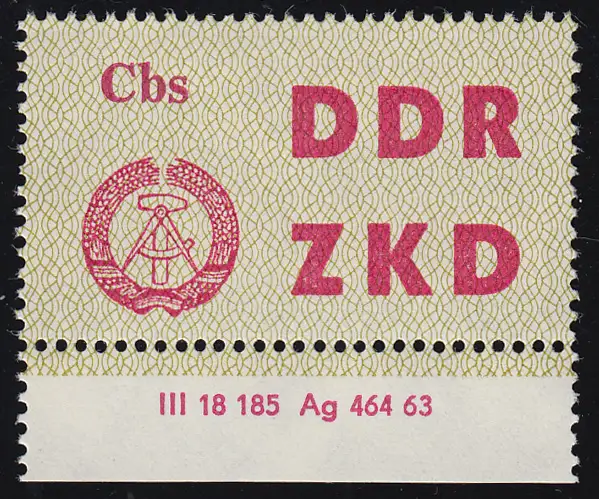 Cbs
DDR
ZKD
III 18 185 Ag 464 63